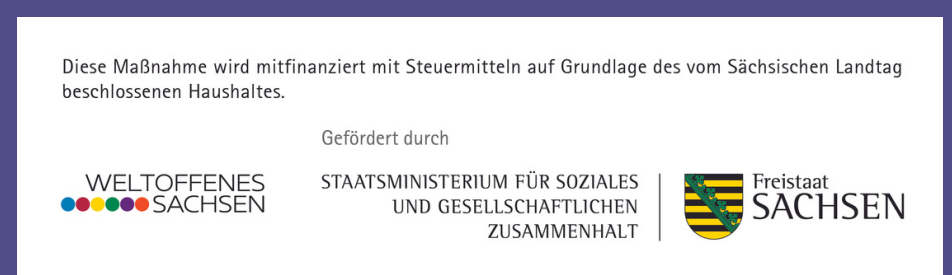 Diese Maßnahme wird mitfinanziert mit Steuermitteln auf Grundlage des vom Sächsischen Landtag
beschlossenen Haushaltes.
Gefördert durch
WELTOFFENES
SACHSEN
STAATSMINISTERIUM FÜR SOZIALES
UND GESELLSCHAFTLICHEN
ZUSAMMENHALT
Freistaat
SACHSEN